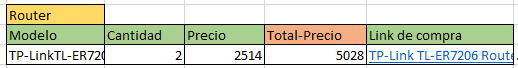 Router
Modelo Cantidad Precio Total-Precio Link de compra
TP-LinkTL-ER720 2 2514 5028 TP-Link TL-ER7206 Route